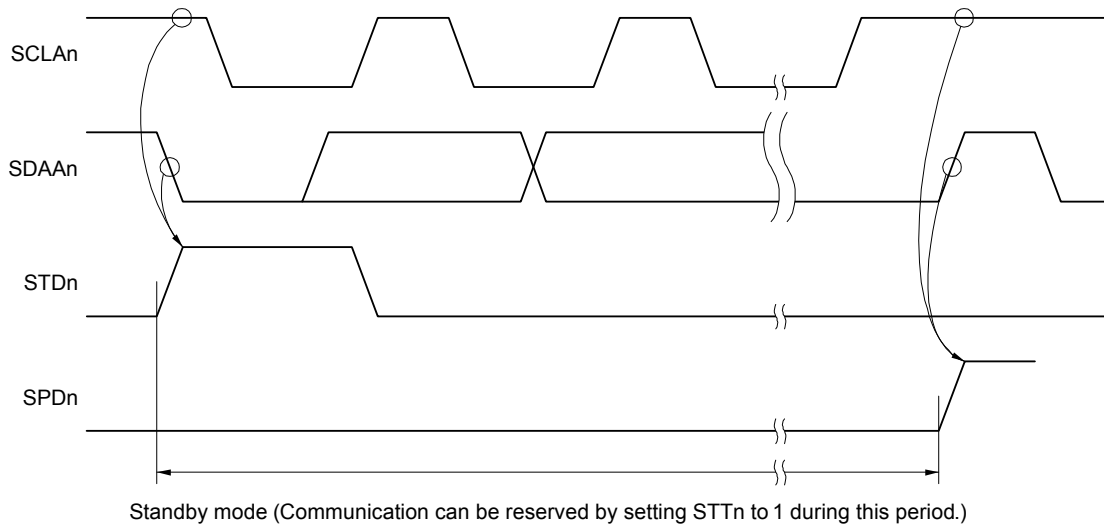 SCLAn
SDAAn
STDn
SPDn
Standby mode (Communication can be reserved by setting STTn to 1 during this period.)